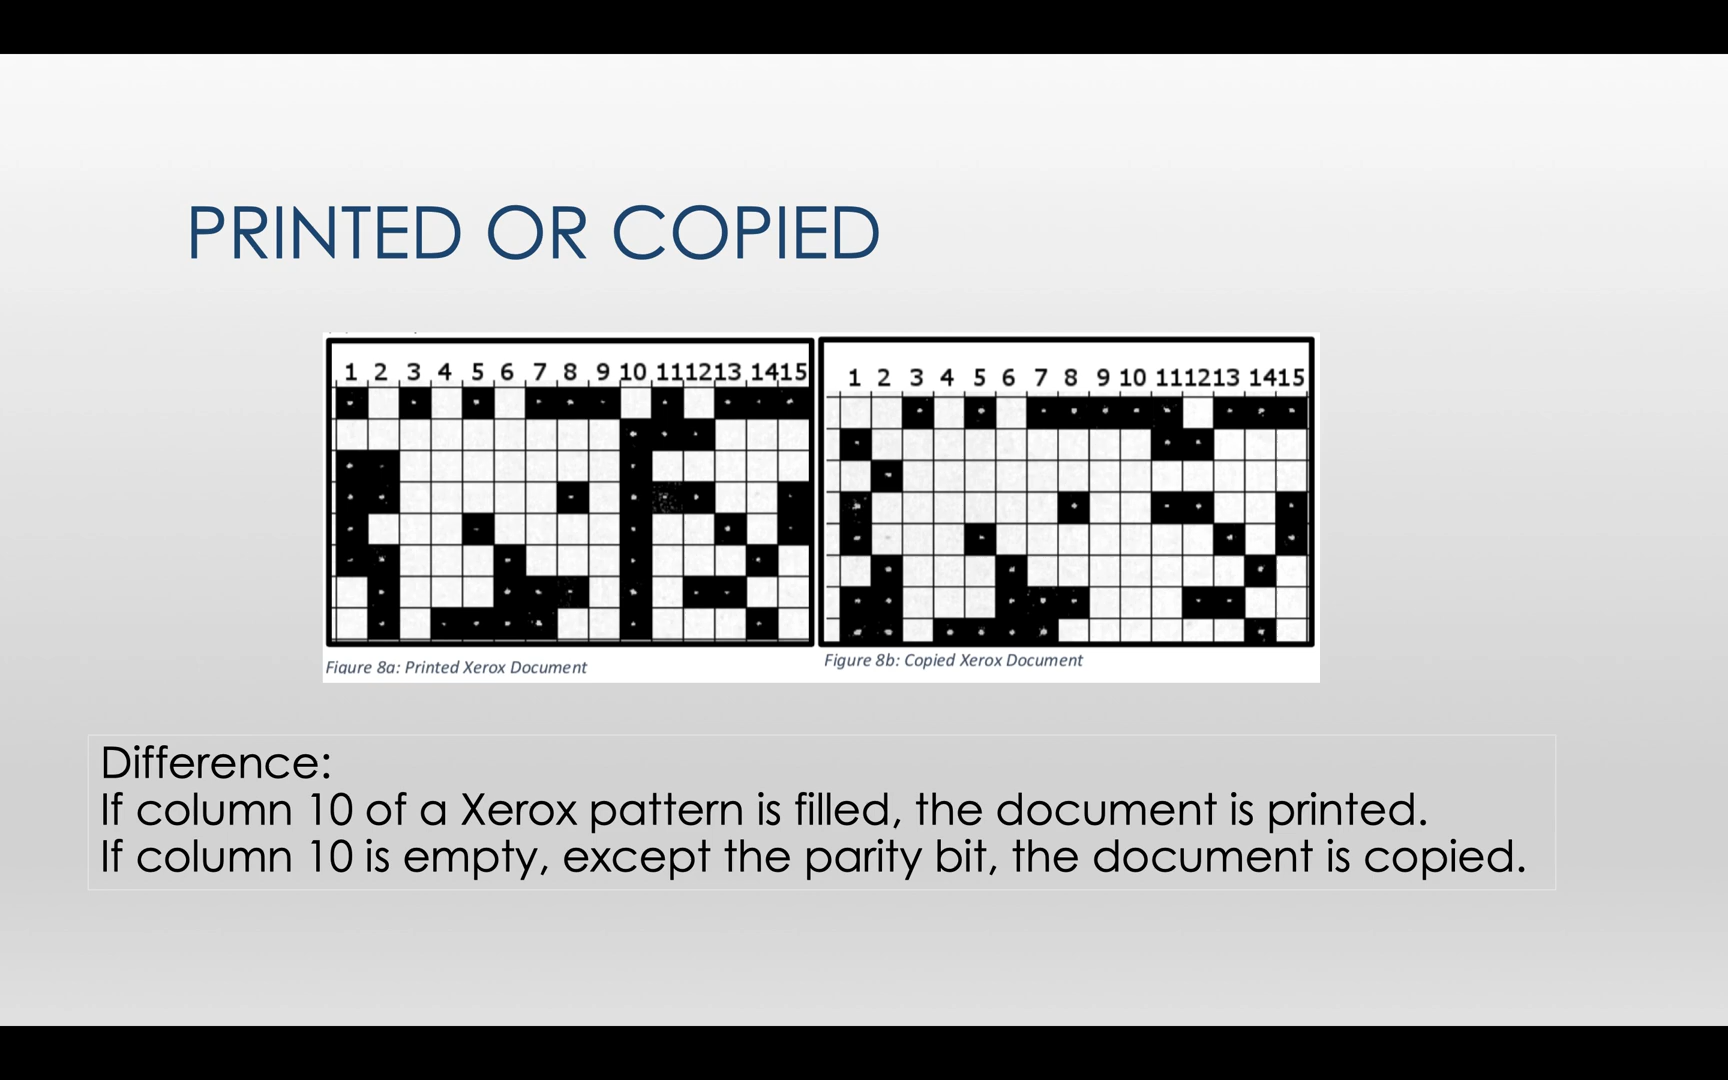 PRINTED OR COPIED
1 2 3 4 5 6 7 8 9 10 11 12 13 14 15
1 2 3 4 5 6 7 8 9 10 11 12 13 14 15
Figure 8a: Printed Xerox Document
Figure 8b: Copied Xerox Document
Difference:
If column 10 of a Xerox pattern is filled, the document is printed.
If column 10 is empty, except the parity bit, the document is copied.